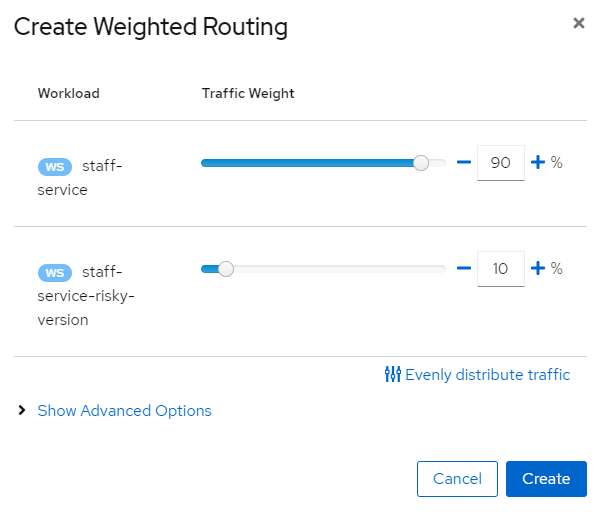 Create Weighted Routing
×
Workload Traffic Weight
WS staff-
service
90 %
WS staff-
service-risky-
version
10 %
Evenly distribute traffic
Show Advanced Options
Cancel Create